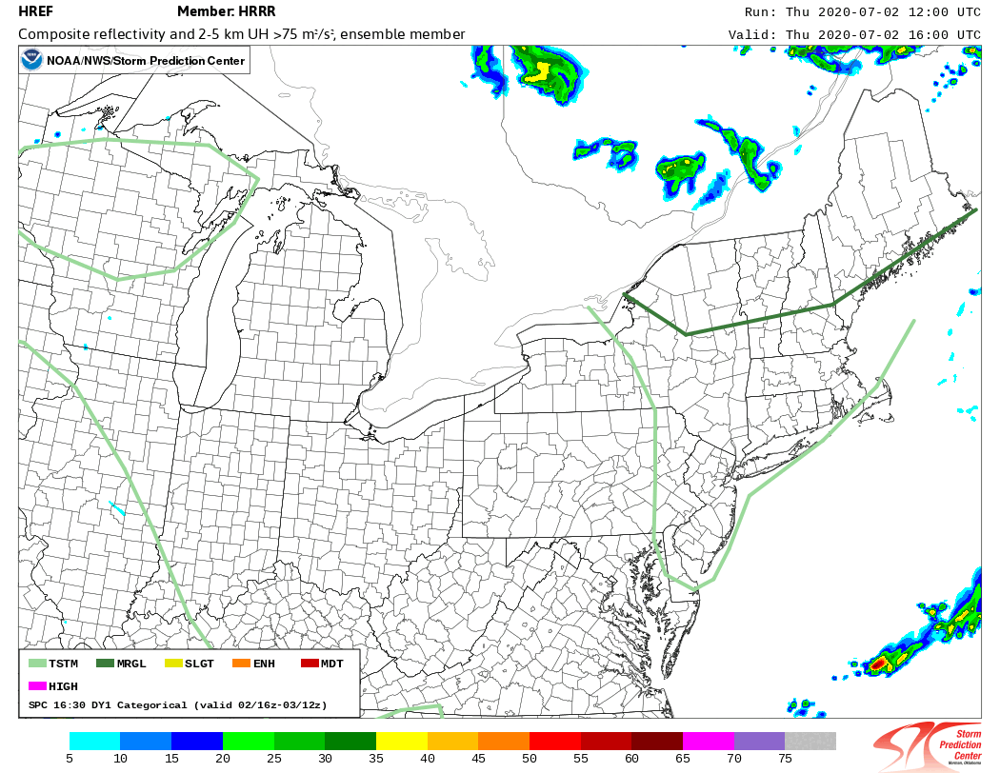 HREF Member: HRRR Run: Thu 2020-07-02 12:00 UTC
Composite reflectivity and 2-5 km UH >75 m²/s², ensemble member Valid: Thu 2020-07-02 16:00 UTC
NOAA/NWS/Storm Prediction Center
TSTM MRGL SLGT ENH MDT
HIGH
SPC 16:30 DY1 Categorical (valid 02/16z-03/12z)
5 10 15 20 25 30 35 40 45 50 55 60 65 70 75
Storm
Prediction
Center
Norman, Oklahoma